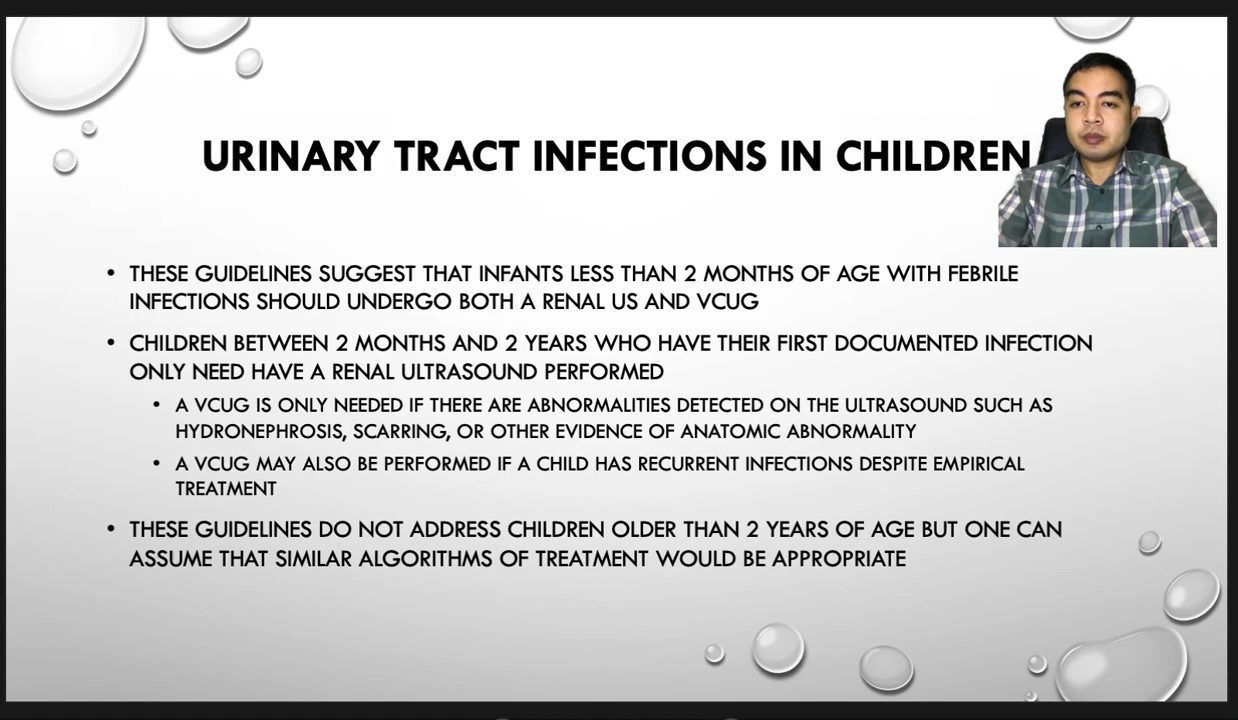 URINARY TRACT INFECTIONS IN CHILDREN
• THESE GUIDELINES SUGGEST THAT INFANTS LESS THAN 2 MONTHS OF AGE WITH FEBRILE
INFECTIONS SHOULD UNDERGO BOTH A RENAL US AND VCUG
• CHILDREN BETWEEN 2 MONTHS AND 2 YEARS WHO HAVE THEIR FIRST DOCUMENTED INFECTION
ONLY NEED HAVE A RENAL ULTRASOUND PERFORMED
• A VCUG IS ONLY NEEDED IF THERE ARE ABNORMALITIES DETECTED ON THE ULTRASOUND SUCH AS
HYDRONEPHROSIS, SCARRING, OR OTHER EVIDENCE OF ANATOMIC ABNORMALITY
• A VCUG MAY ALSO BE PERFORMED IF A CHILD HAS RECURRENT INFECTIONS DESPITE EMPIRICAL
TREATMENT
• THESE GUIDELINES DO NOT ADDRESS CHILDREN OLDER THAN 2 YEARS OF AGE BUT ONE CAN
ASSUME THAT SIMILAR ALGORITHMS OF TREATMENT WOULD BE APPROPRIATE